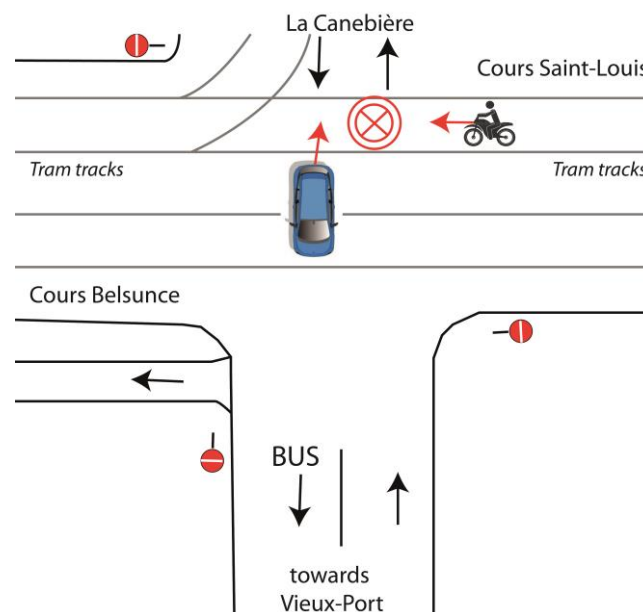 La Canebière
Cours Saint-Louis
Tram tracks
Tram tracks
Cours Belsunce
BUS
towards
Vieux-Port